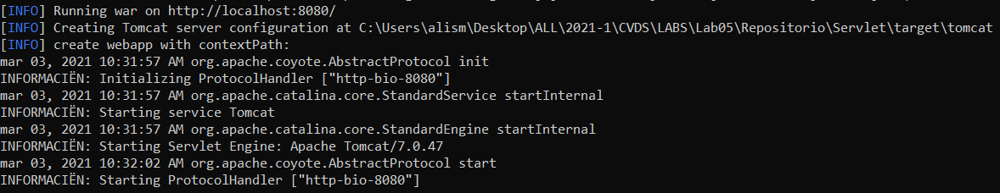 [INFO] Running war on http://localhost:8080/
[INFO] Creating Tomcat server configuration at C:\Users\alism\Desktop\ALL\2021-1\CVDS\LABS\Lab05\Repositorio\Servlet\target\tomcat
[INFO] create webapp with contextPath:
mar 03, 2021 10:31:57 AM org.apache.coyote.AbstractProtocol init
INFORMACIËN: Initializing ProtocolHandler ["http-bio-8080"]
mar 03, 2021 10:31:57 AM org.apache.catalina.core.StandardService startInternal
INFORMACIËN: Starting service Tomcat
mar 03, 2021 10:31:57 AM org.apache.catalina.core.StandardEngine startInternal
INFORMACIËN: Starting Servlet Engine: Apache Tomcat/7.0.47
mar 03, 2021 10:32:02 AM org.apache.coyote.AbstractProtocol start
INFORMACIËN: Starting ProtocolHandler ["http-bio-8080"]